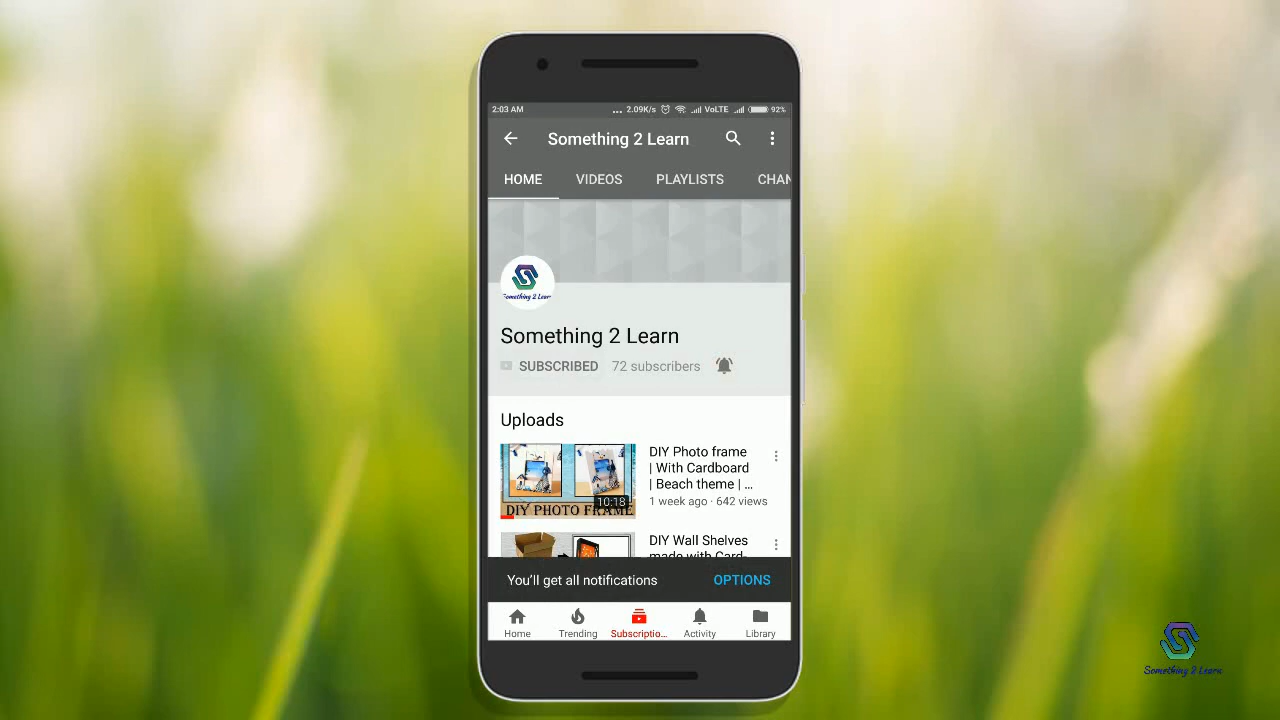 2:03 AM ... 2.09K/s VoLTE 92%
Something 2 Learn
HOME VIDEOS PLAYLISTS CHAN
Something 2 Lear
Something 2 Learn
SUBSCRIBED 72 subscribers
Uploads
DIY Photo frame
| With Cardboard
| Beach theme | ...
1 week ago · 642 views
10:18
DIY PHOTO FRAME
DIY Wall Shelves
made with Card-
You'll get all notifications OPTIONS
Home Trending Subscriptio... Activity Library
Something 2 Learn